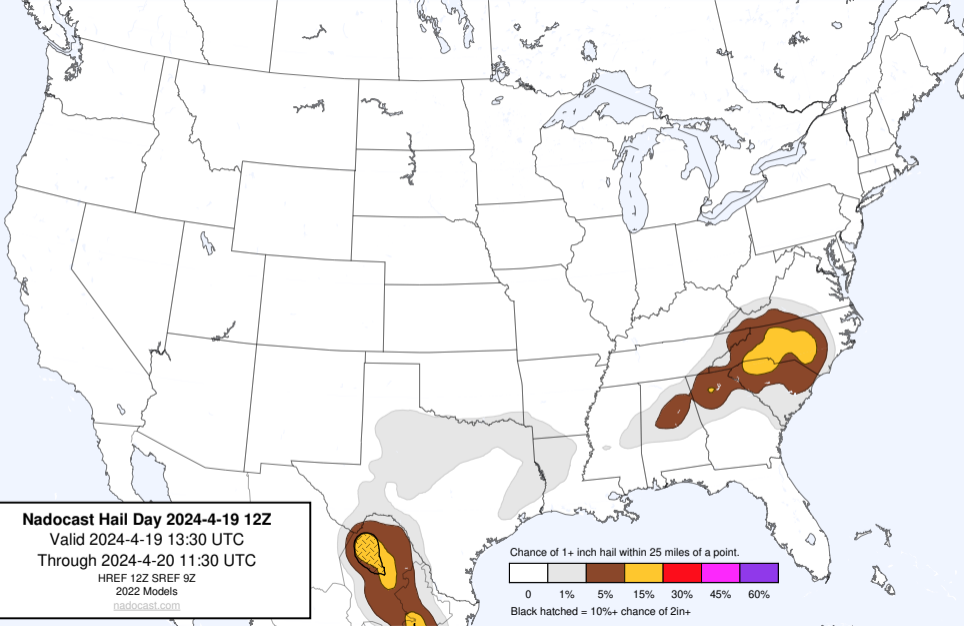 Nadocast Hail Day 2024-4-19 12Z
Valid 2024-4-19 13:30 UTC
Through 2024-4-20 11:30 UTC
HREF 12Z SREF 9Z
2022 Models
nadocast.com
Chance of 1+ inch hail within 25 miles of a point.
0 1% 5% 15% 30% 45% 60%
Black hatched = 10%+ chance of 2in+